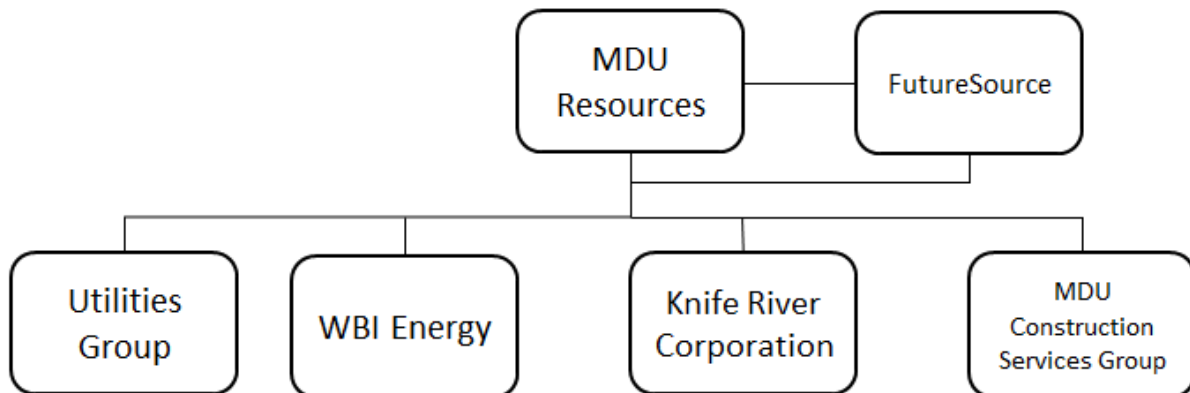 MDU
Resources
FutureSource
Utilities
Group
WBI Energy
Knife River
Corporation
MDU
Construction
Services Group